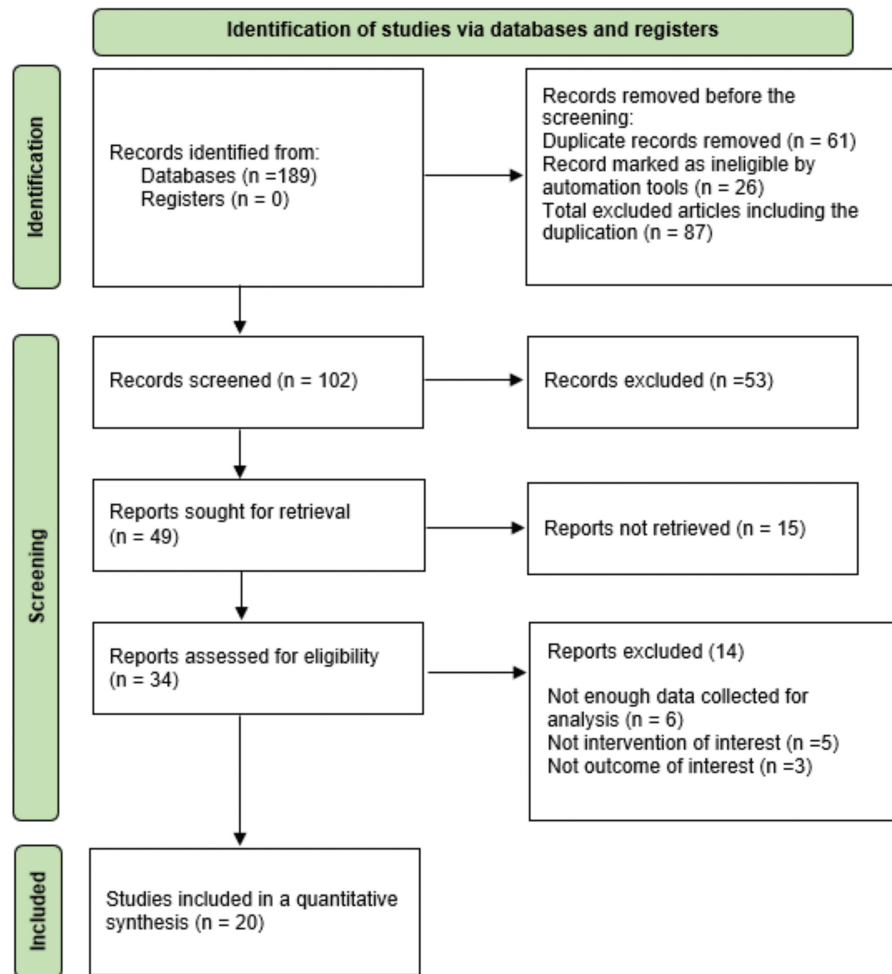 Identification of studies via databases and registers
Identification
Records identified from:
Databases (n =189)
Registers (n = 0)
Records removed before the
screening:
Duplicate records removed (n = 61)
Record marked as ineligible by
automation tools (n = 26)
Total excluded articles including the
duplication (n = 87)
Screening
Records screened (n = 102)
Records excluded (n =53)
Reports sought for retrieval
(n = 49)
Reports not retrieved (n = 15)
Reports assessed for eligibility
(n = 34)
Reports excluded (14)
Not enough data collected for
analysis (n = 6)
Not intervention of interest (n =5)
Not outcome of interest (n =3)
Included
Studies included in a quantitative
synthesis (n = 20)